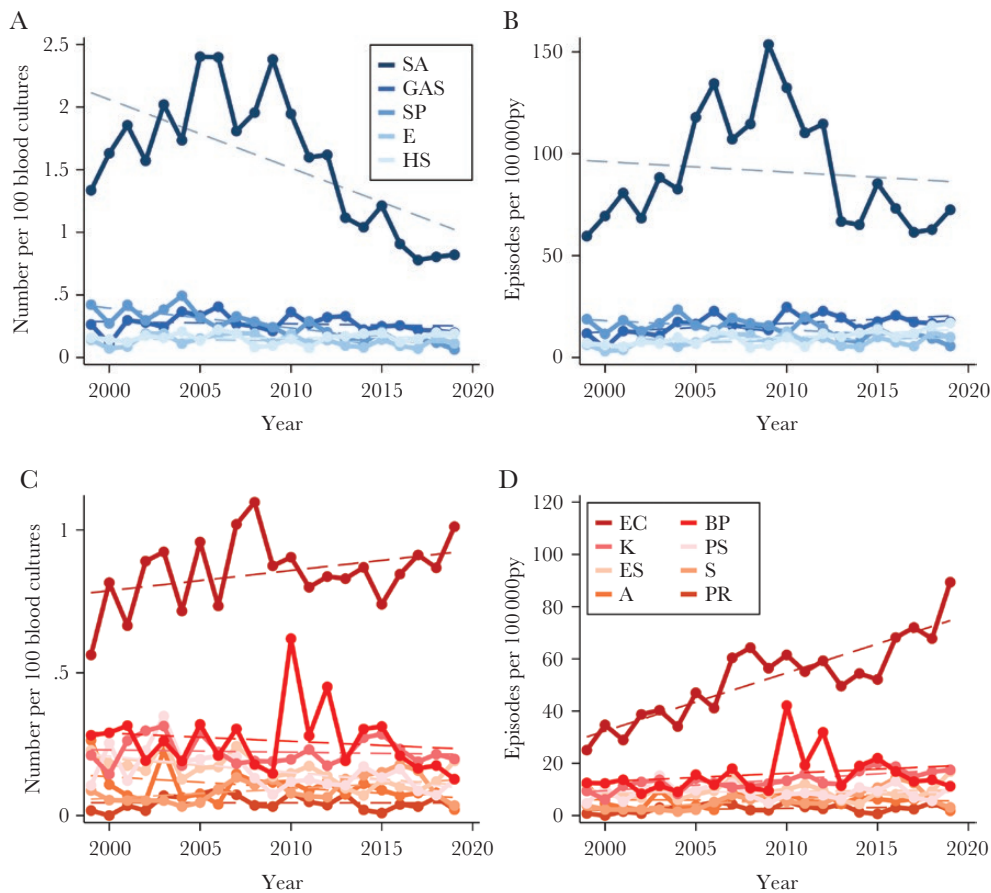 A
Number per 100 blood cultures
2.5
2
1.5
1
.5
0
SA
GAS
SP
E
HS
2000 2005 2010 2015 2020
Year
B
Episodes per 100 000py
150
100
50
0
2000 2005 2010 2015 2020
Year
C
Number per 100 blood cultures
1
.5
0
2000 2005 2010 2015 2020
Year
D
Episodes per 100 000py
120
100
80
60
40
20
0
EC BP
K PS
ES S
A PR
2000 2005 2010 2015 2020
Year